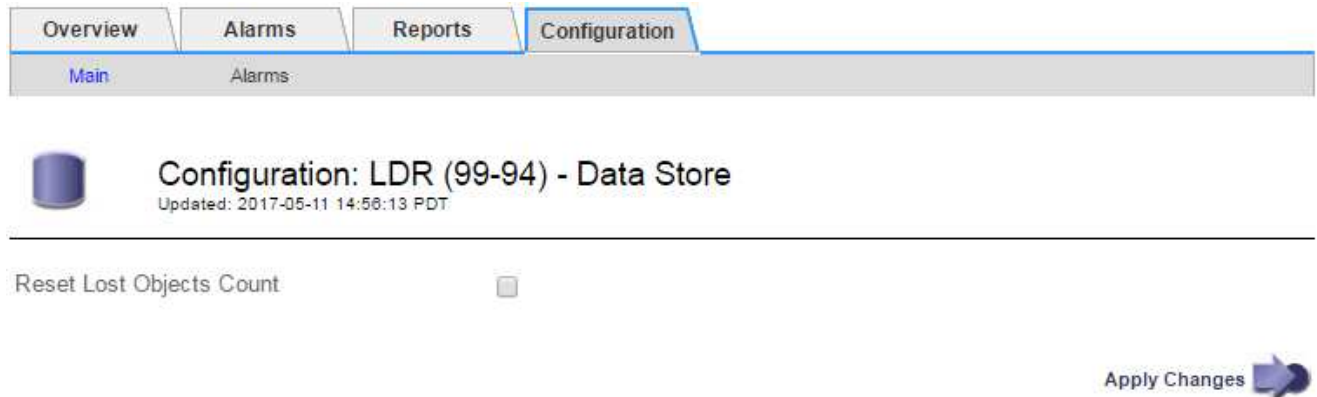 Overview Alarms Reports Configuration
Main Alarms
Configuration: LDR (99-94) - Data Store
Updated: 2017-05-11 14:56:13 PDT
Reset Lost Objects Count
Apply Changes